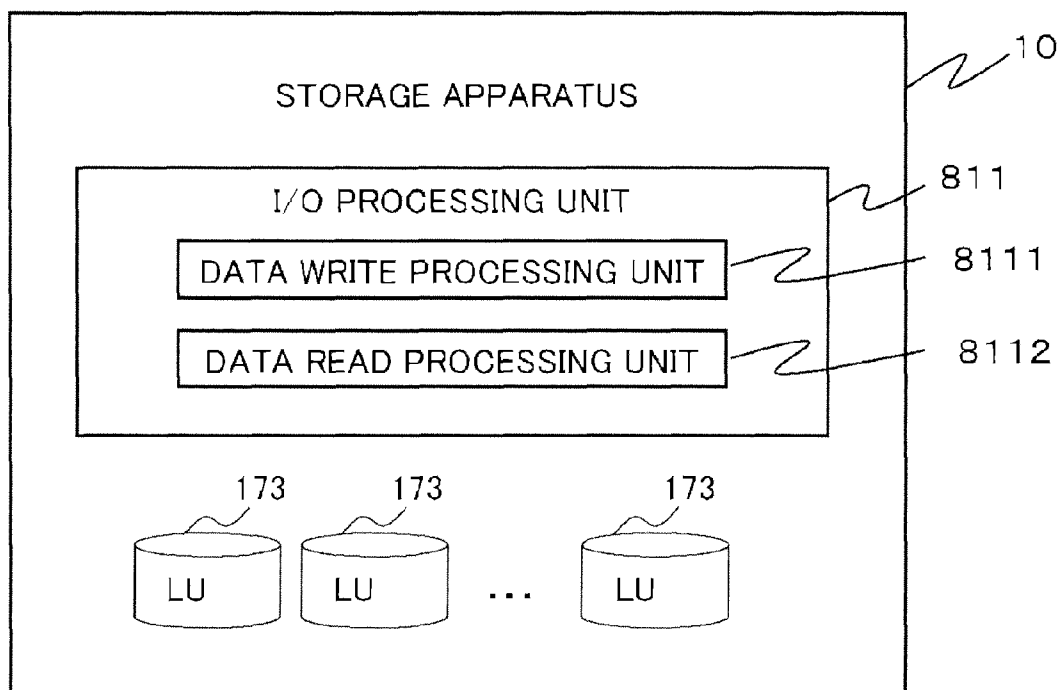 10
STORAGE APPARATUS
811
I/O PROCESSING UNIT
DATA WRITE PROCESSING UNIT
8111
DATA READ PROCESSING UNIT
8112
173 173 173
LU LU ... LU